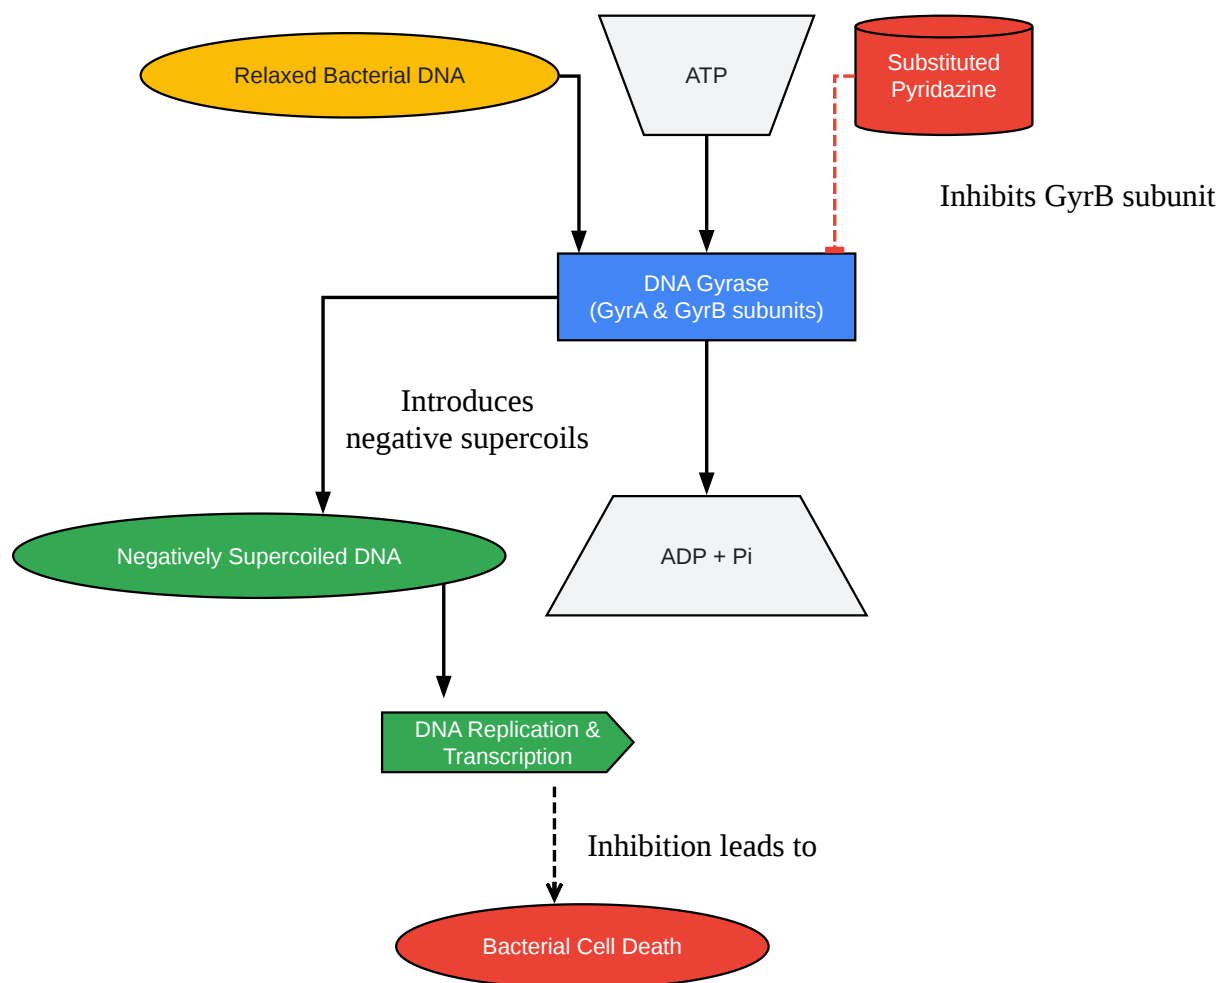 Relaxed Bacterial DNA
ATP
Substituted
Pyridazine
Inhibits GyrB subunit
DNA Gyrase
(GyrA & GyrB subunits)
Introduces
negative supercoils
Negatively Supercoiled DNA
ADP + Pi
DNA Replication &
Transcription
Inhibition leads to
Bacterial Cell Death